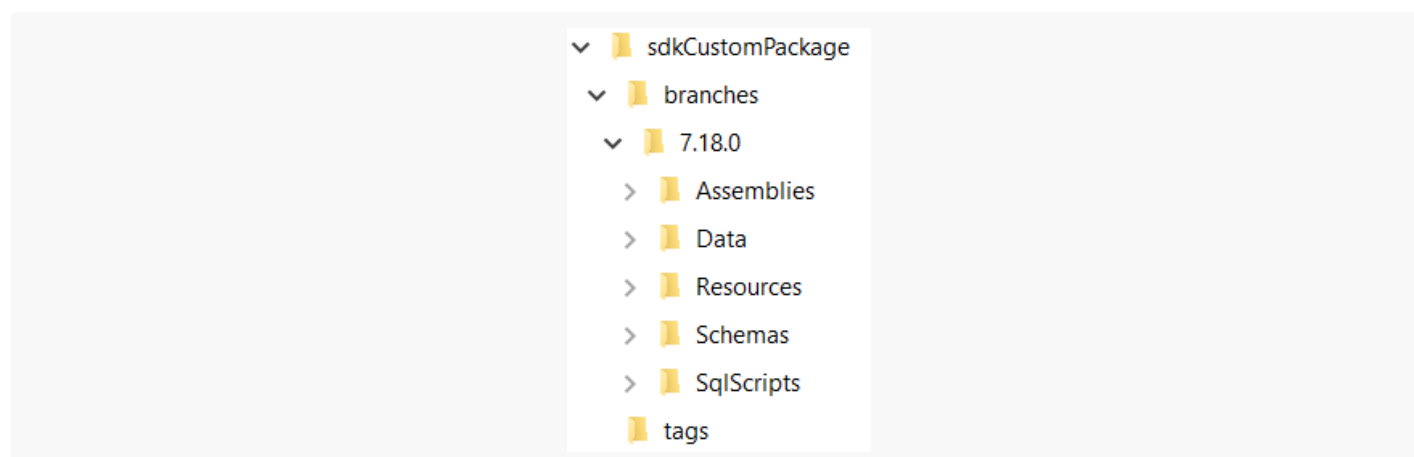 sdkCustomPackage
branches
7.18.0
Assemblies
Data
Resources
Schemas
SqlScripts
tags